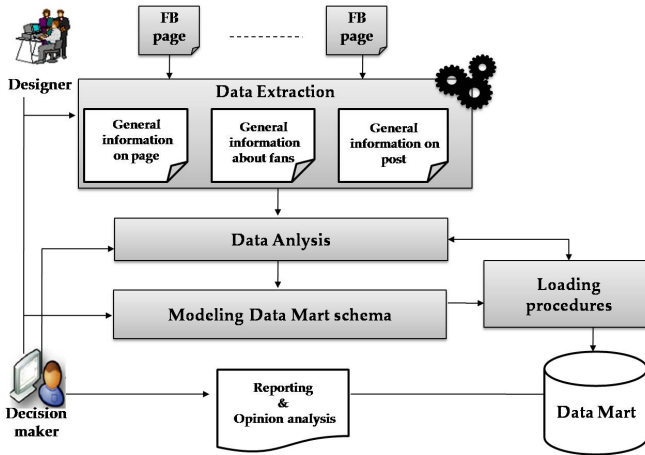 FB
page
FB
page
Designer
Data Extraction
General
information
on page
General
information
about fans
General
information on
post
Data Anlysis
Modeling Data Mart schema
Loading
procedures
Decision
maker
Reporting
&
Opinion analysis
Data Mart